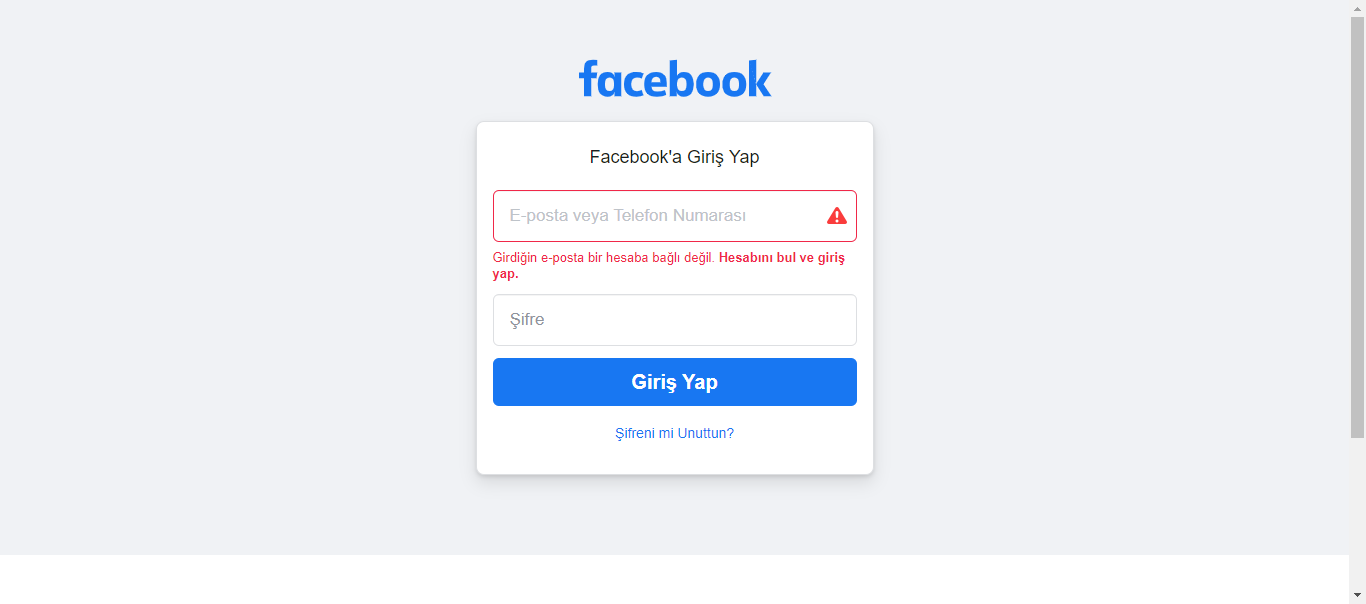 facebook
Facebook'a Giriş Yap
E-posta veya Telefon Numarası
Girdiğin e-posta bir hesaba bağlı değil. Hesabını bul ve giriş
yap.
Şifre
Giriş Yap
Şifreni mi Unuttun?